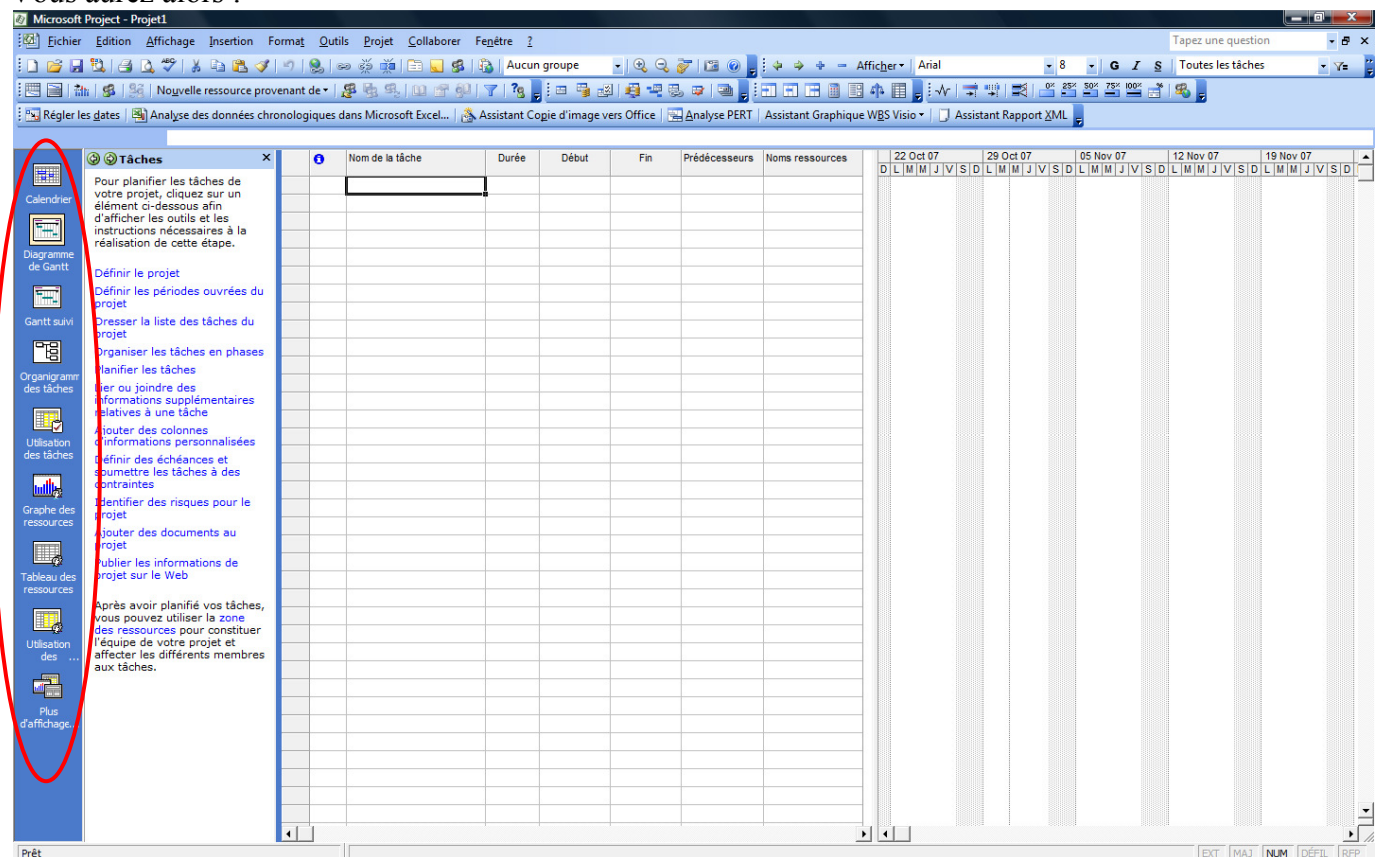 Vous aurez alors :
Microsoft Project - Projet1
Fichier Edition Affichage Insertion Format Outils Projet Collaborer Fenêtre ?
Tapez une question
Aucun groupe
Afficher
Arial
8
G I S
Toutes les tâches
Nouvelle ressource provenant de
0% 25% 50% 75% 100%
Régler les dates
Analyse des données chronologiques dans Microsoft Excel...
Assistant Copie d'image vers Office
Analyse PERT
Assistant Graphique WBS Visio
Assistant Rapport XML
Calendrier
Diagramme
de Gantt
Gantt suivi
Organigramm
des tâches
Utilisation
des tâches
Graphe des
ressources
Tableau des
ressources
Utilisation
des ...
Plus
d'affichage...
Tâches
Pour planifier les tâches de
votre projet, cliquez sur un
élément ci-dessous afin
d'afficher les outils et les
instructions nécessaires à la
réalisation de cette étape.
Définir le projet
Définir les périodes ouvrées du
projet
Dresser la liste des tâches du
projet
Organiser les tâches en phases
Planifier les tâches
Lier ou joindre des
informations supplémentaires
relatives à une tâche
Ajouter des colonnes
d'informations personnalisées
Définir des échéances et
soumettre les tâches à des
contraintes
Identifier des risques pour le
projet
Ajouter des documents au
projet
Publier les informations de
projet sur le Web
Après avoir planifié vos tâches,
vous pouvez utiliser la zone
des ressources pour constituer
l'équipe de votre projet et
affecter les différents membres
aux tâches.
Nom de la tâche Durée Début Fin Prédécesseurs Noms ressources
22 Oct 07 29 Oct 07 05 Nov 07 12 Nov 07 19 Nov 07
D L M M J V S D L M M J V S D L M M J V S D L M M J V S D L M M J V S D
Prêt
EXT MAJ NUM DÉFIL RFP